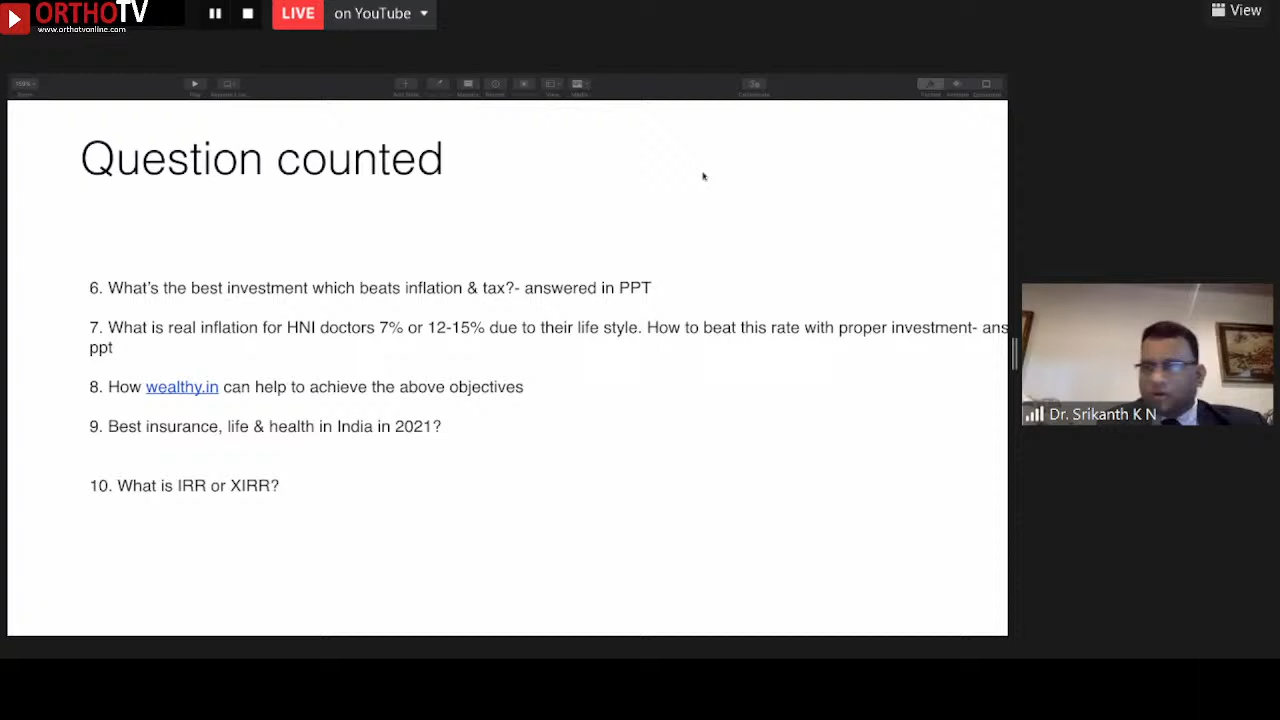 ORTHOTV
www.orthotvonline.com
LIVE
on YouTube
View
Question counted
6. What's the best investment which beats inflation & tax?- answered in PPT
7. What is real inflation for HNI doctors 7% or 12-15% due to their life style. How to beat this rate with proper investment- ans
ppt
8. How wealthy.in can help to achieve the above objectives
9. Best insurance, life & health in India in 2021?
10. What is IRR or XIRR?
Dr. Srikanth K N